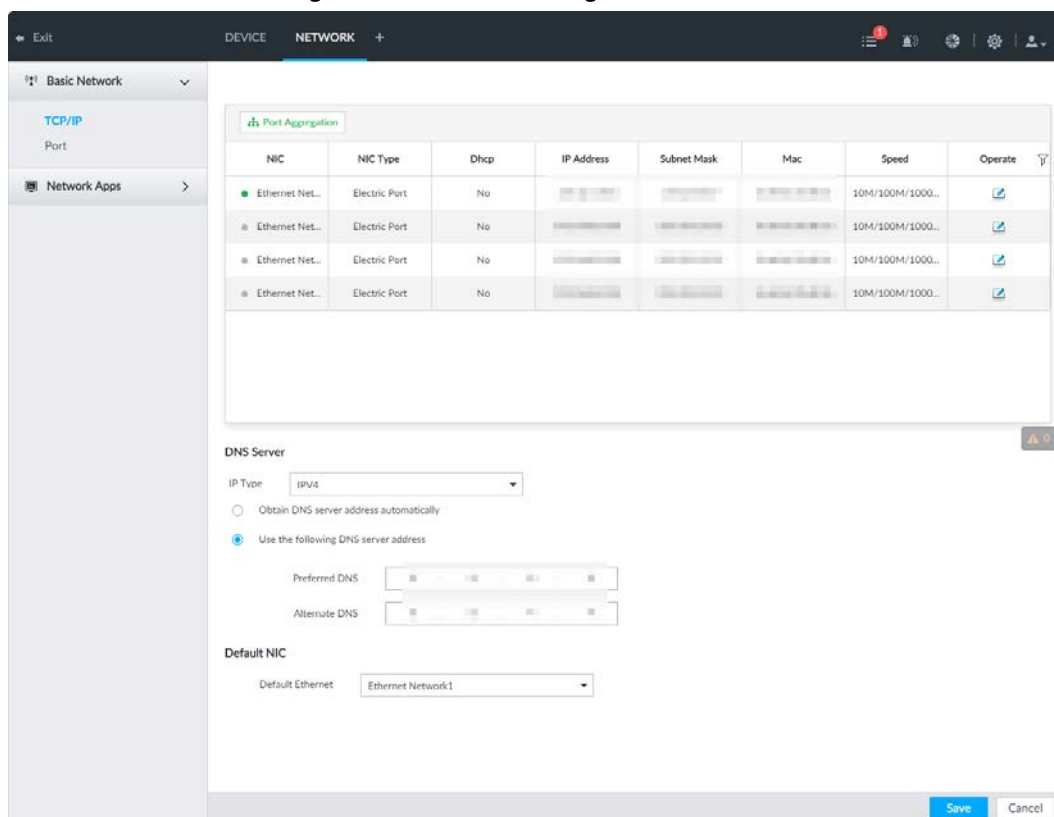 Exit DEVICE NETWORK + 1
Basic Network
TCP/IP
Port
Network Apps
Port Aggregation
NIC NIC Type Dhcp IP Address Subnet Mask Mac Speed Operate
Ethernet Net... Electric Port No 10M/100M/1000... 
Ethernet Net... Electric Port No 10M/100M/1000...
Ethernet Net... Electric Port No 10M/100M/1000...
Ethernet Net... Electric Port No 10M/100M/1000...
0
DNS Server
IP Type IPV4
Obtain DNS server address automatically
Use the following DNS server address
Preferred DNS
Alternate DNS
Default NIC
Default Ethernet Ethernet Network1
Save Cancel